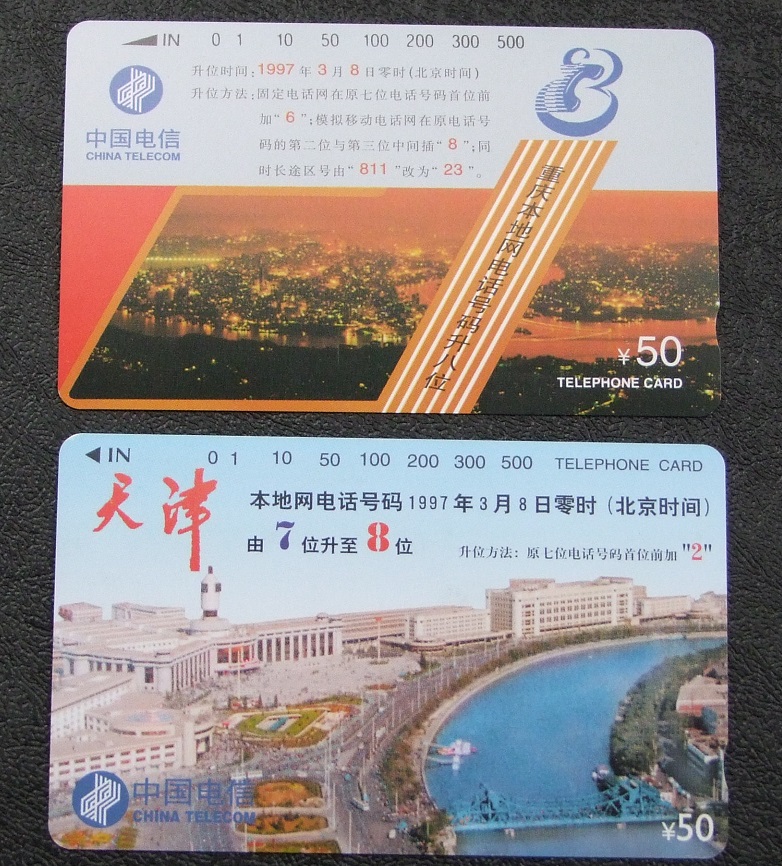 IN 0 1 10 50 100 200 300 500
升位时间:1997年3月8日零时(北京时间)
升位方法:固定电话网在原七位电话号码首位前
加“6”;模拟移动电话网在原电话号
码的第二位与第三位中间插“8”;同
时长途区号由“811”改为“23”。
中国电信
CHINA TELECOM
8
重庆本地网电话号码升八位
¥50
TELEPHONE CARD
IN 0 1 10 50 100 200 300 500 TELEPHONE CARD
天津
本地网电话号码1997年3月8日零时(北京时间)
由7位升至8位
升位方法:原七位电话号码首位前加"2"
中国电信
CHINA TELECOM
¥50